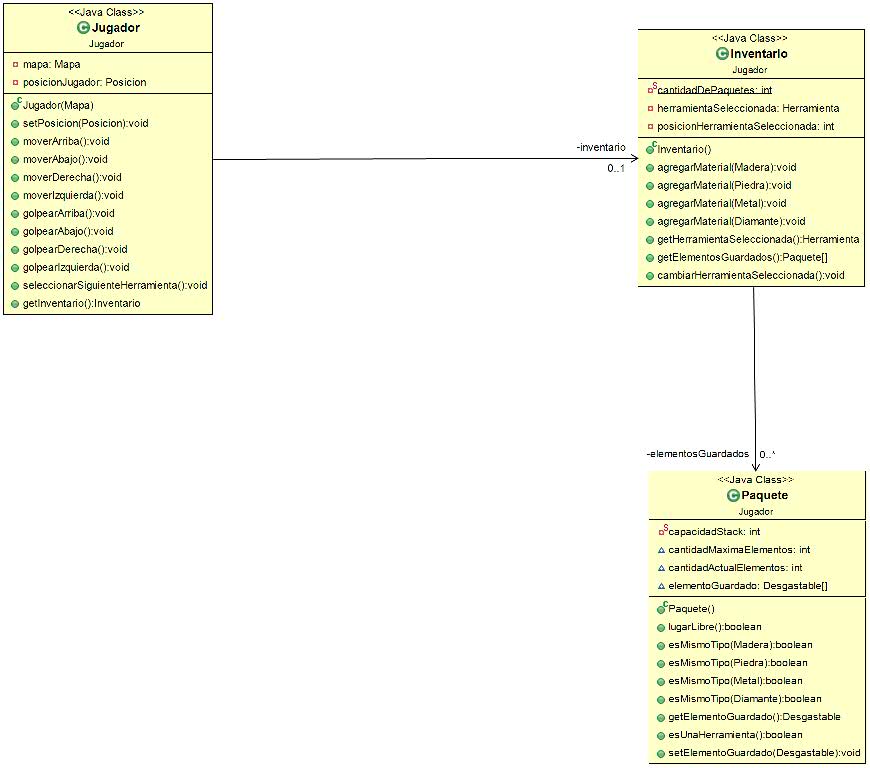 <<Java Class>>
Jugador
Jugador
mapa: Mapa
posicionJugador: Posicion
Jugador(Mapa)
setPosicion(Posicion):void
moverArriba():void
moverAbajo():void
moverDerecha():void
moverIzquierda():void
golpearArriba():void
golpearAbajo():void
golpearDerecha():void
golpearIzquierda():void
seleccionarSiguienteHerramienta():void
getInventario():Inventario
-inventario
0..1
<<Java Class>>
Inventario
Jugador
cantidadDePaquetes: int
herramientaSeleccionada: Herramienta
posicionHerramientaSeleccionada: int
Inventario()
agregarMaterial(Madera):void
agregarMaterial(Piedra):void
agregarMaterial(Metal):void
agregarMaterial(Diamante):void
getHerramientaSeleccionada():Herramienta
getElementosGuardados():Paquete[]
cambiarHerramientaSeleccionada():void
-elementosGuardados 0..*
<<Java Class>>
Paquete
Jugador
capacidadStack: int
cantidadMaximaElementos: int
cantidadActualElementos: int
elementoGuardado: Desgastable[]
Paquete()
lugarLibre():boolean
esMismoTipo(Madera):boolean
esMismoTipo(Piedra):boolean
esMismoTipo(Metal):boolean
esMismoTipo(Diamante):boolean
getElementoGuardado():Desgastable
esUnaHerramienta():boolean
setElementoGuardado(Desgastable):void